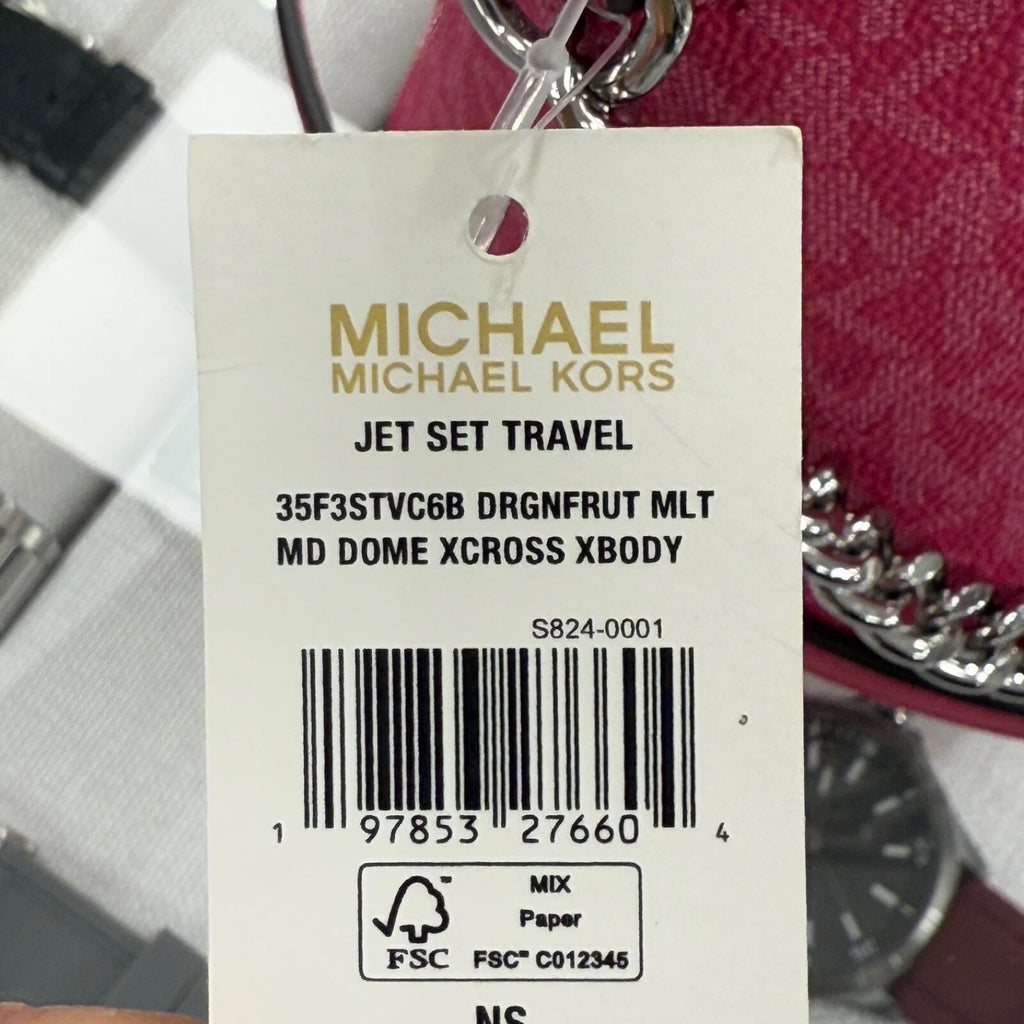 MICHAEL
MICHAEL KORS
JET SET TRAVEL
35F3STVC6B DRGNFRUT MLT
MD DOME XCROSS XBODY
S824-0001
1 97853 27660 4
MIX
Paper
FSC™ C012345
FSC
NS